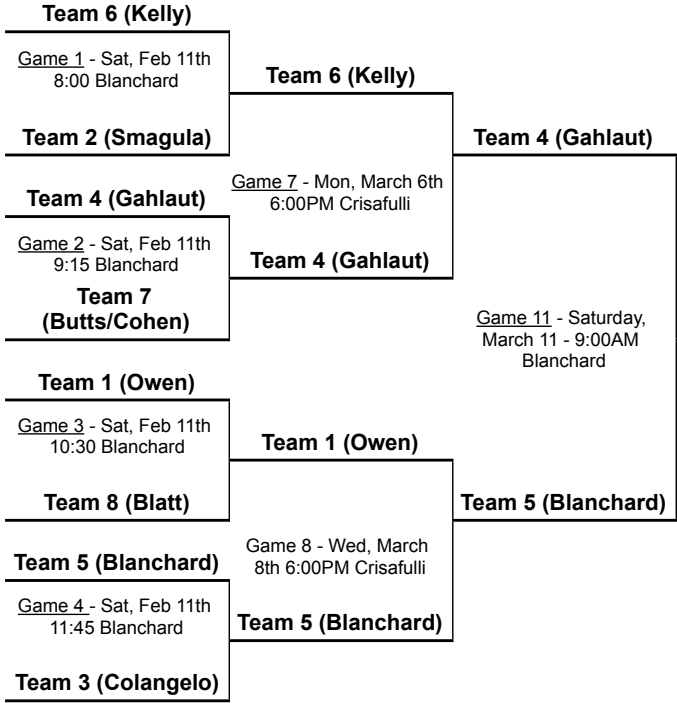 Team 6 (Kelly)
Game 1 - Sat, Feb 11th
8:00 Blanchard
Team 2 (Smagula)
Team 4 (Gahlaut)
Game 2 - Sat, Feb 11th
9:15 Blanchard
Team 7
(Butts/Cohen)
Team 1 (Owen)
Game 3 - Sat, Feb 11th
10:30 Blanchard
Team 8 (Blatt)
Team 5 (Blanchard)
Game 4 - Sat, Feb 11th
11:45 Blanchard
Team 3 (Colangelo)
Team 6 (Kelly)
Game 7 - Mon, March 6th
6:00PM Crisafulli
Team 4 (Gahlaut)
Team 1 (Owen)
Game 8 - Wed, March
8th 6:00PM Crisafulli
Team 5 (Blanchard)
Team 4 (Gahlaut)
Game 11 - Saturday,
March 11 - 9:00AM
Blanchard
Team 5 (Blanchard)